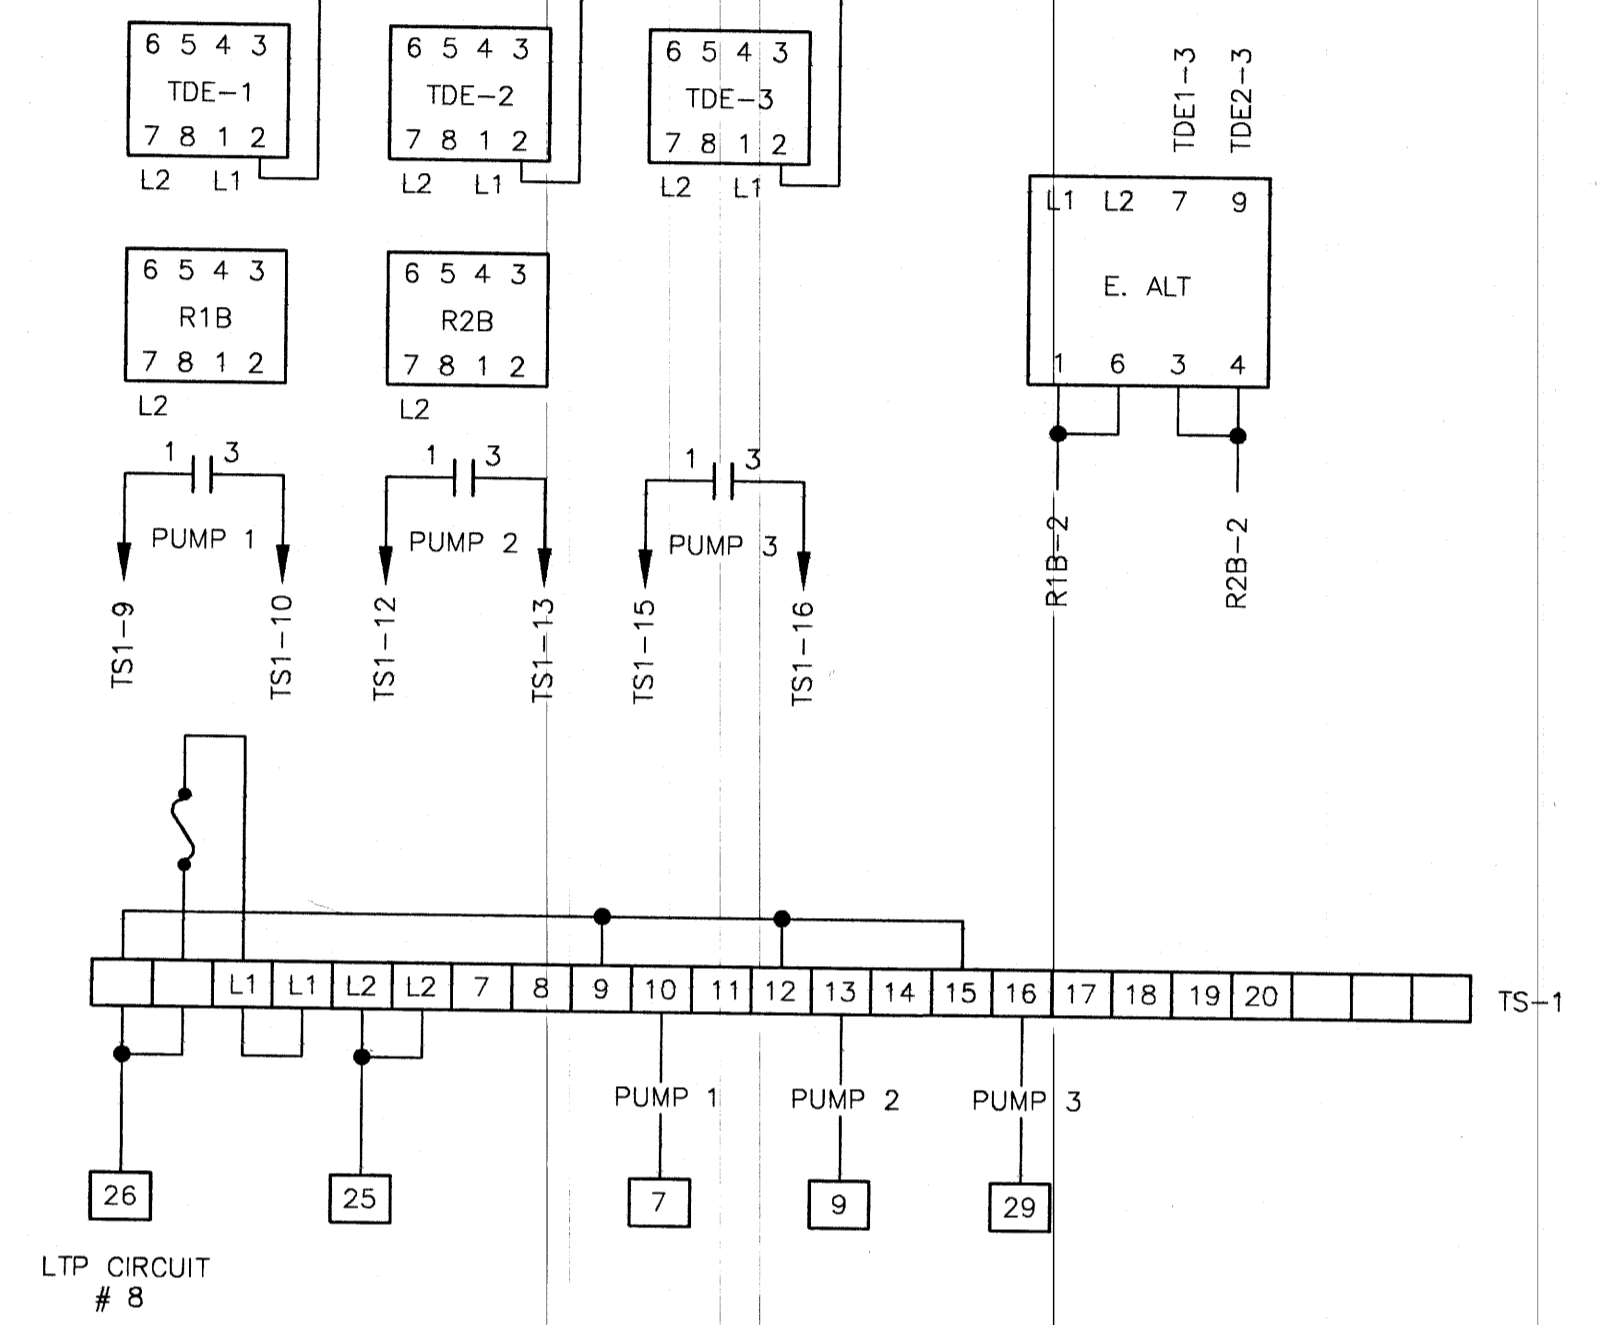 6 5 4 3
TDE-1
7 8 1 2
L2 L1
6 5 4 3
TDE-2
7 8 1 2
L2 L1
6 5 4 3
TDE-3
7 8 1 2
L2 L1
TDE1-3
TDE2-3
L1 L2 7 9
E. ALT
1 6 3 4
R1B-2
R2B-2
6 5 4 3
R1B
7 8 1 2
L2
6 5 4 3
R2B
7 8 1 2
L2
1 3
PUMP 1
TS1-9
TS1-10
1 3
PUMP 2
TS1-12
TS1-13
1 3
PUMP 3
TS1-15
TS1-16
L1 L1 L2 L2 7 8 9 10 11 12 13 14 15 16 17 18 19 20
TS-1
PUMP 1
PUMP 2
PUMP 3
26
25
7
9
29
LTP CIRCUIT
# 8